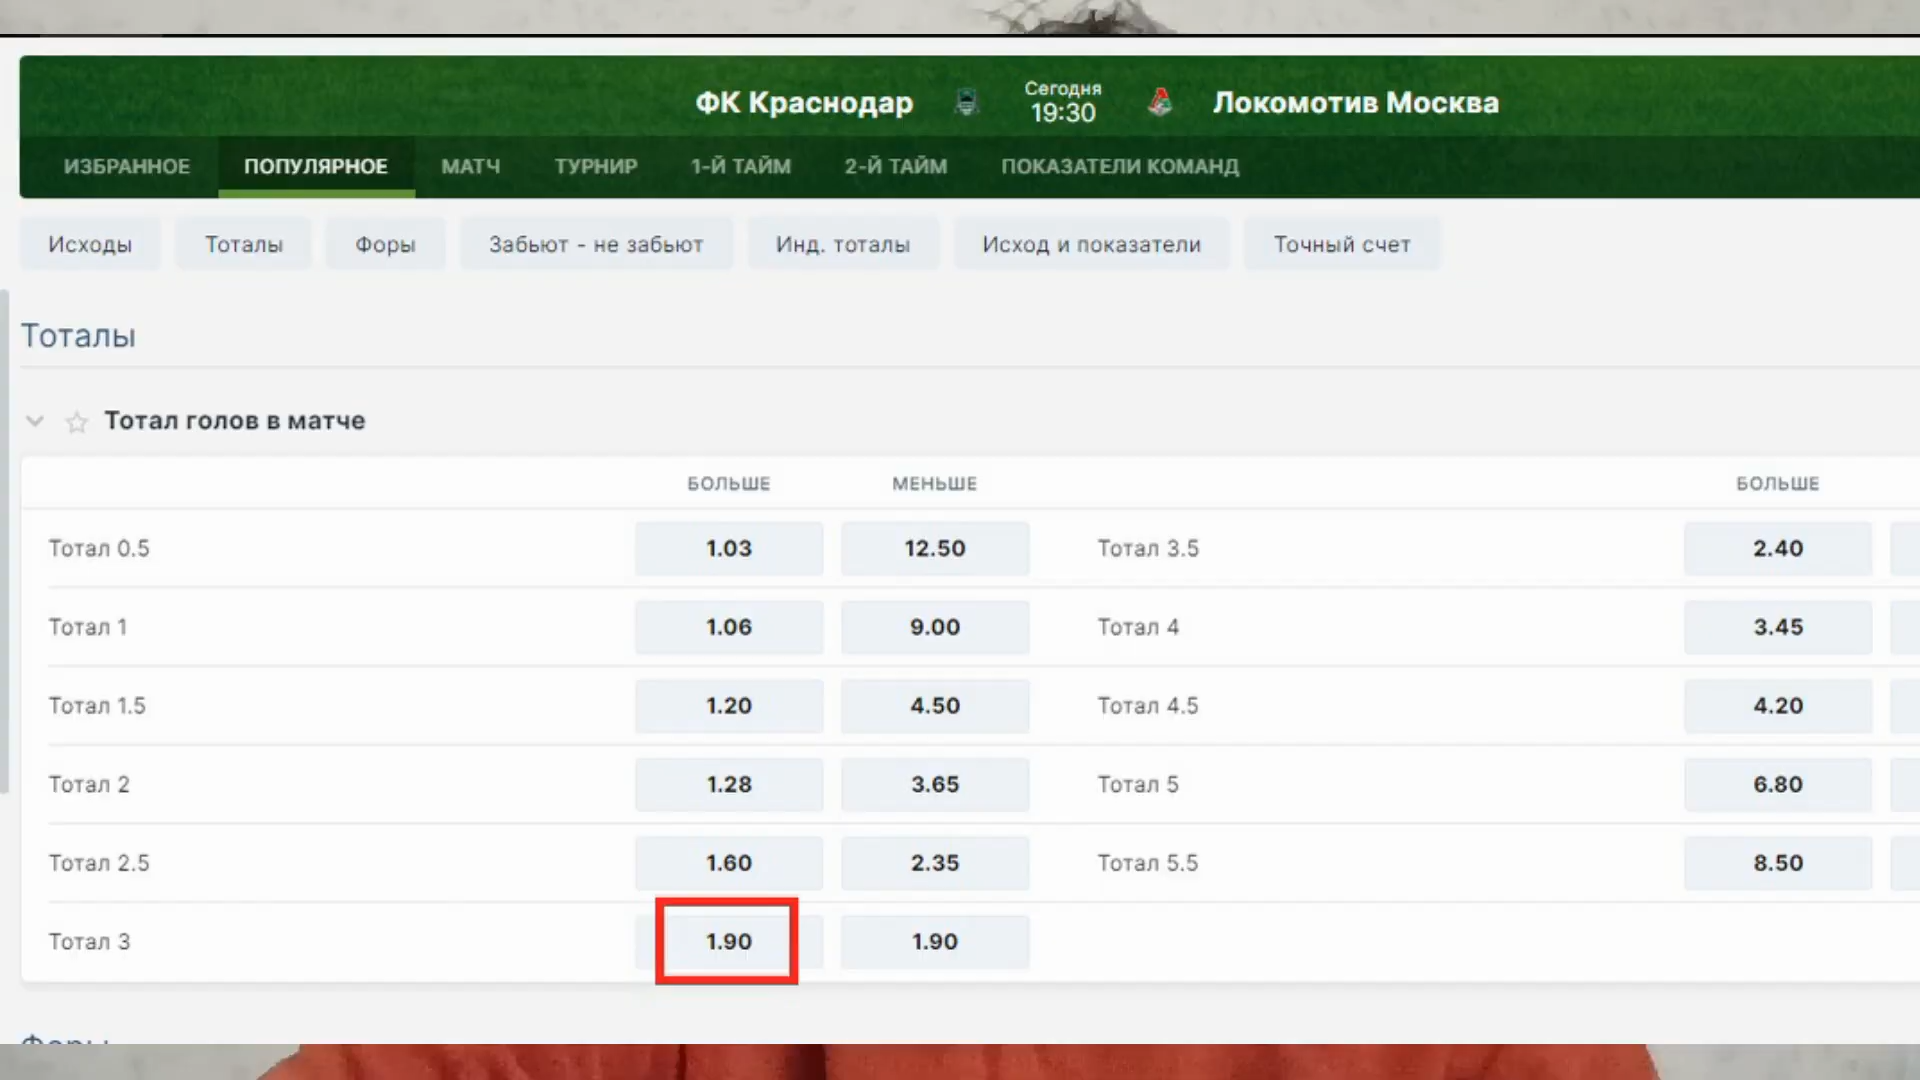 ФК Краснодар
Сегодня
19:30
Локомотив Москва
ИЗБРАННОЕ ПОПУЛЯРНОЕ МАТЧ ТУРНИР 1-Й ТАЙМ 2-Й ТАЙМ ПОКАЗАТЕЛИ КОМАНД
Исходы Тоталы Форы Забьют - не забьют Инд. тоталы Исход и показатели Точный счет
Тоталы
Тотал голов в матче
БОЛЬШЕ МЕНЬШЕ БОЛЬШЕ
Тотал 0.5 1.03 12.50 Тотал 3.5 2.40
Тотал 1 1.06 9.00 Тотал 4 3.45
Тотал 1.5 1.20 4.50 Тотал 4.5 4.20
Тотал 2 1.28 3.65 Тотал 5 6.80
Тотал 2.5 1.60 2.35 Тотал 5.5 8.50
Тотал 3 1.90 1.90
Форы